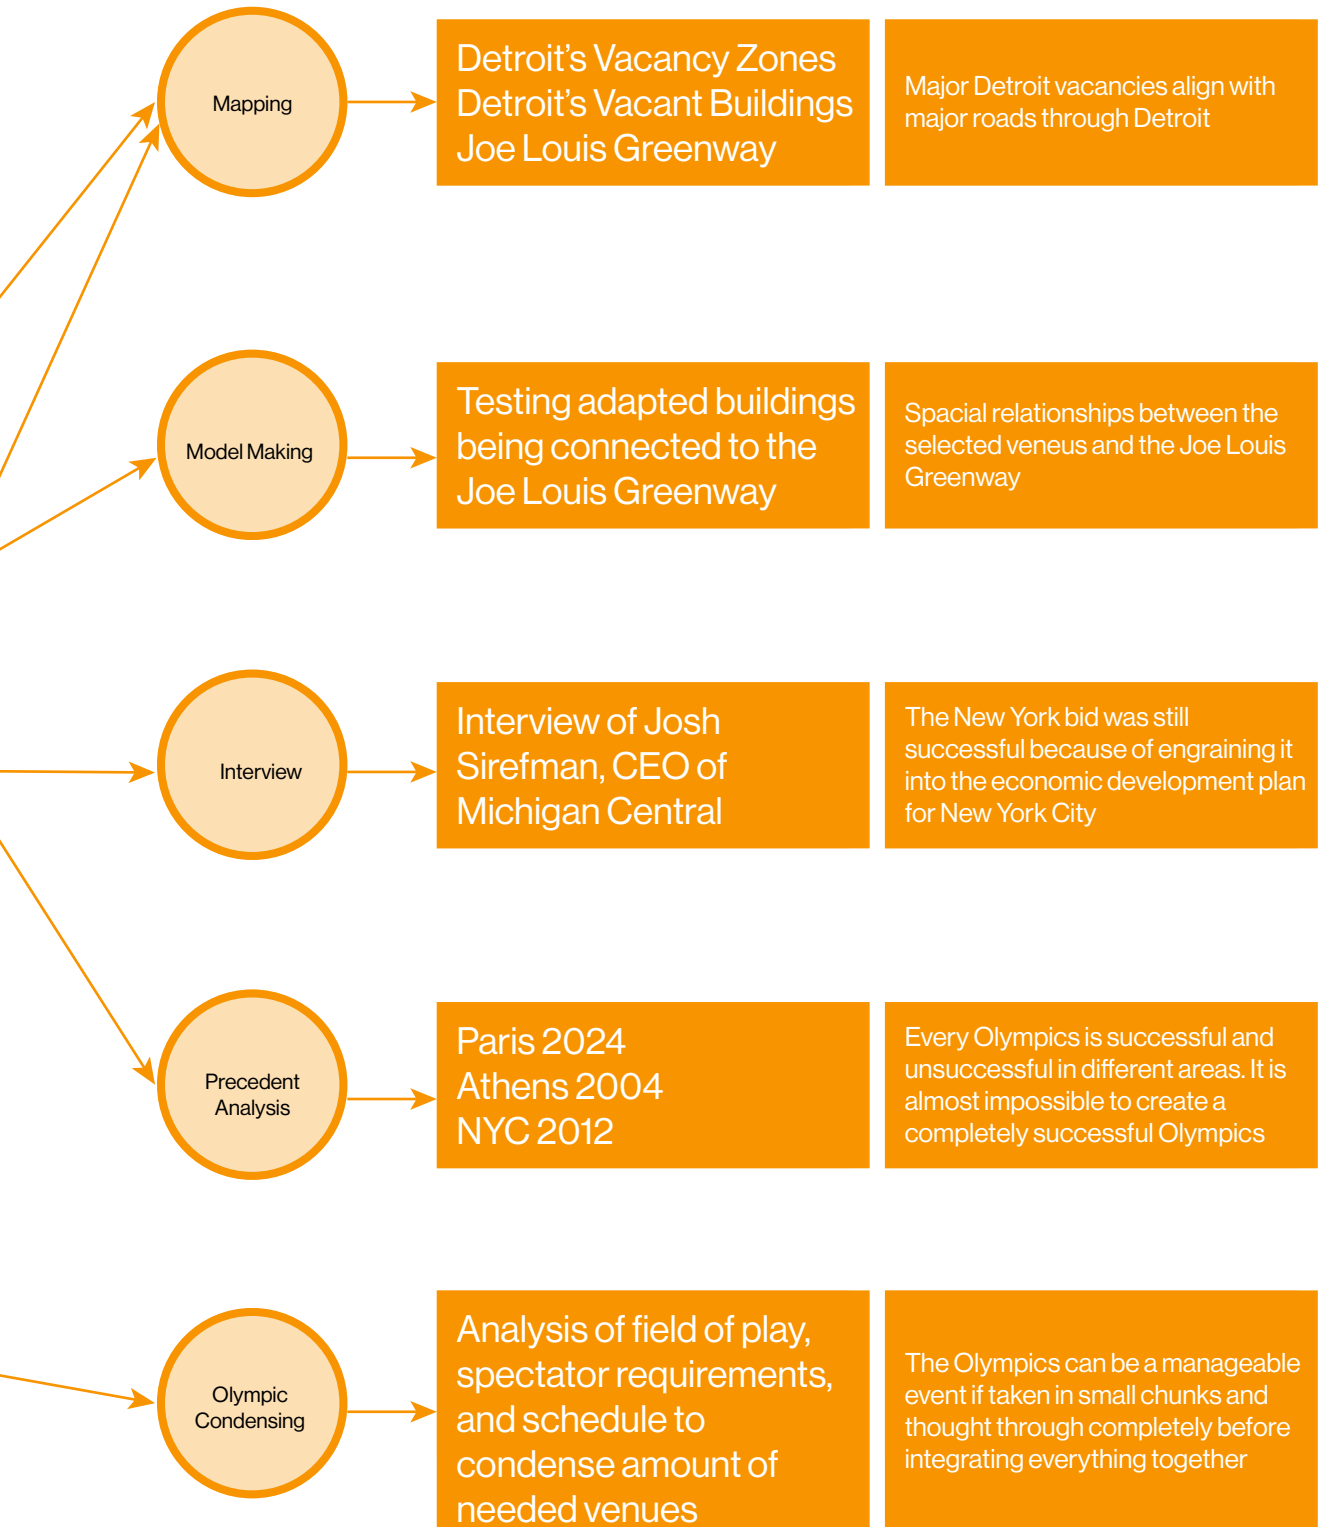 Mapping
Detroit’s Vacancy Zones
Detroit’s Vacant Buildings
Joe Louis Greenway
Major Detroit vacancies align with
major roads through Detroit
Model Making
Testing adapted buildings
being connected to the
Joe Louis Greenway
Spacial relationships between the
selected veneus and the Joe Louis
Greenway
Interview
Interview of Josh
Sirefman, CEO of
Michigan Central
The New York bid was still
successful because of engraining it
into the economic development plan
for New York City
Precedent
Analysis
Paris 2024
Athens 2004
NYC 2012
Every Olympics is successful and
unsuccessful in different areas. It is
almost impossible to create a
completely successful Olympics
Olympic
Condensing
Analysis of field of play,
spectator requirements,
and schedule to
condense amount of
needed venues
The Olympics can be a manageable
event if taken in small chunks and
thought through completely before
integrating everything together